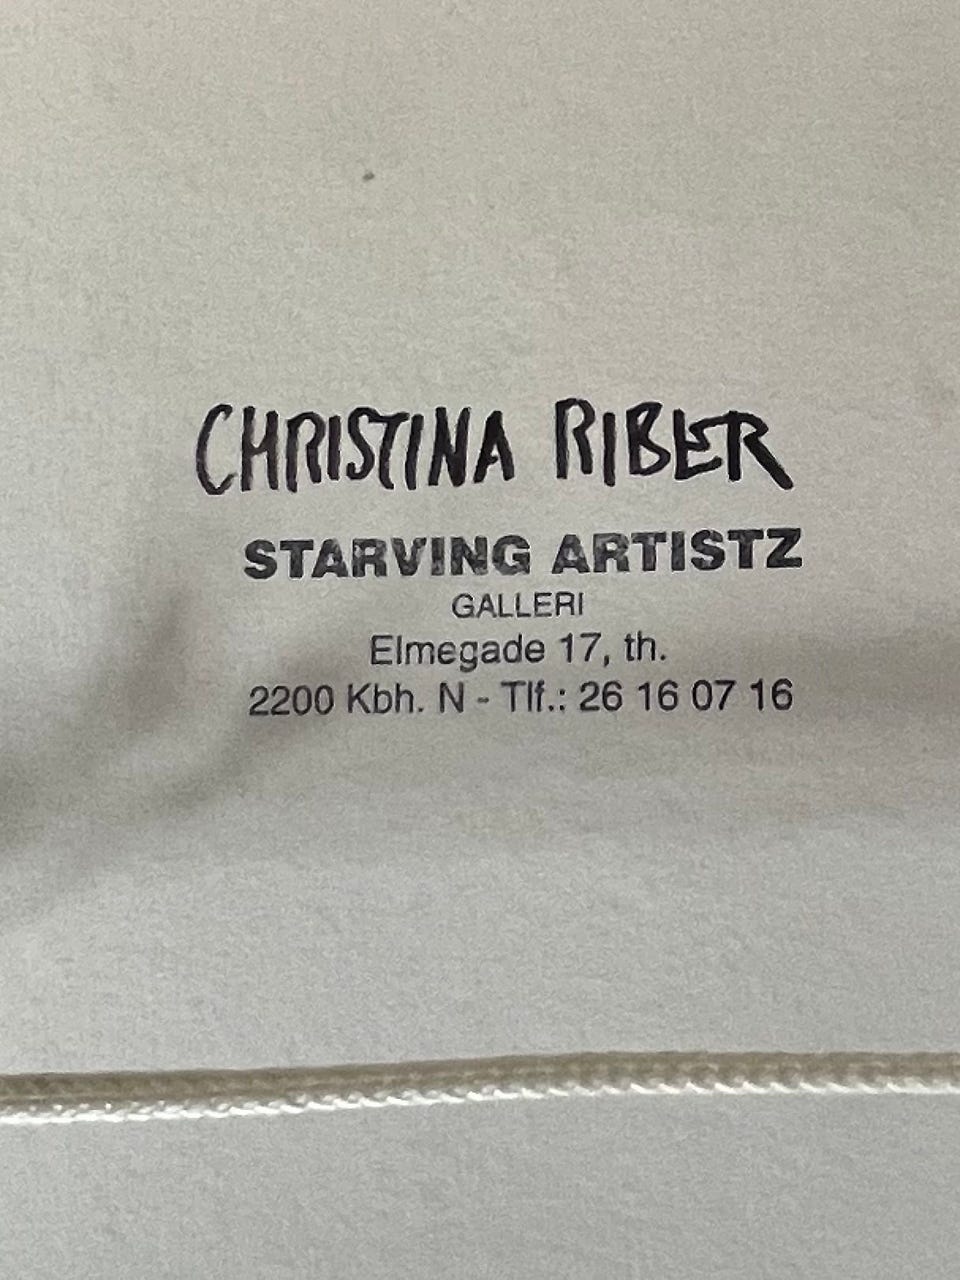 CHRISTINA RIBER
STARVING ARTISTZ
GALLERI
Elmegade 17, th.
2200 Kbh. N - Tlf.: 26 16 07 16